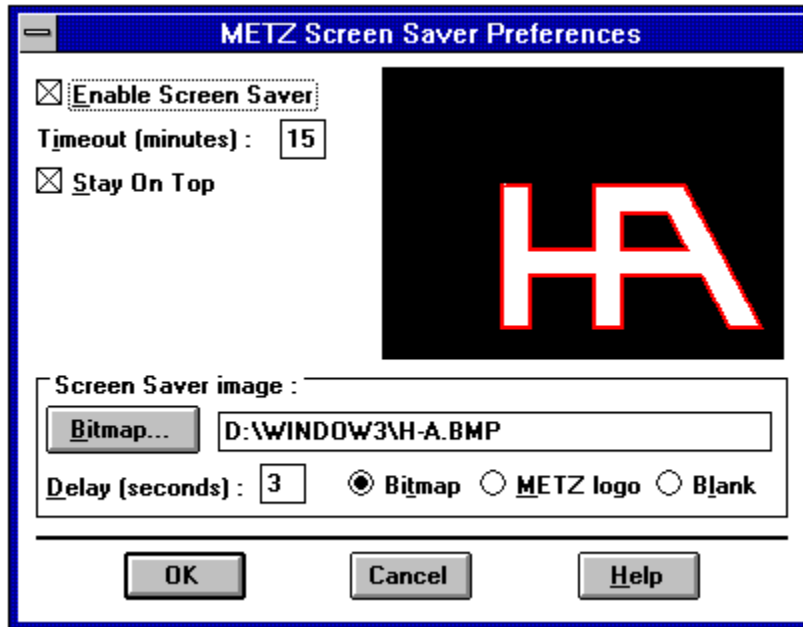 METZ Screen Saver Preferences
Enable Screen Saver
Timeout (minutes) : 15
Stay On Top
HA
Screen Saver image :
Bitmap... D:\WINDOW3\H-A.BMP
Delay (seconds) : 3 Bitmap METZ logo Blank
OK Cancel Help